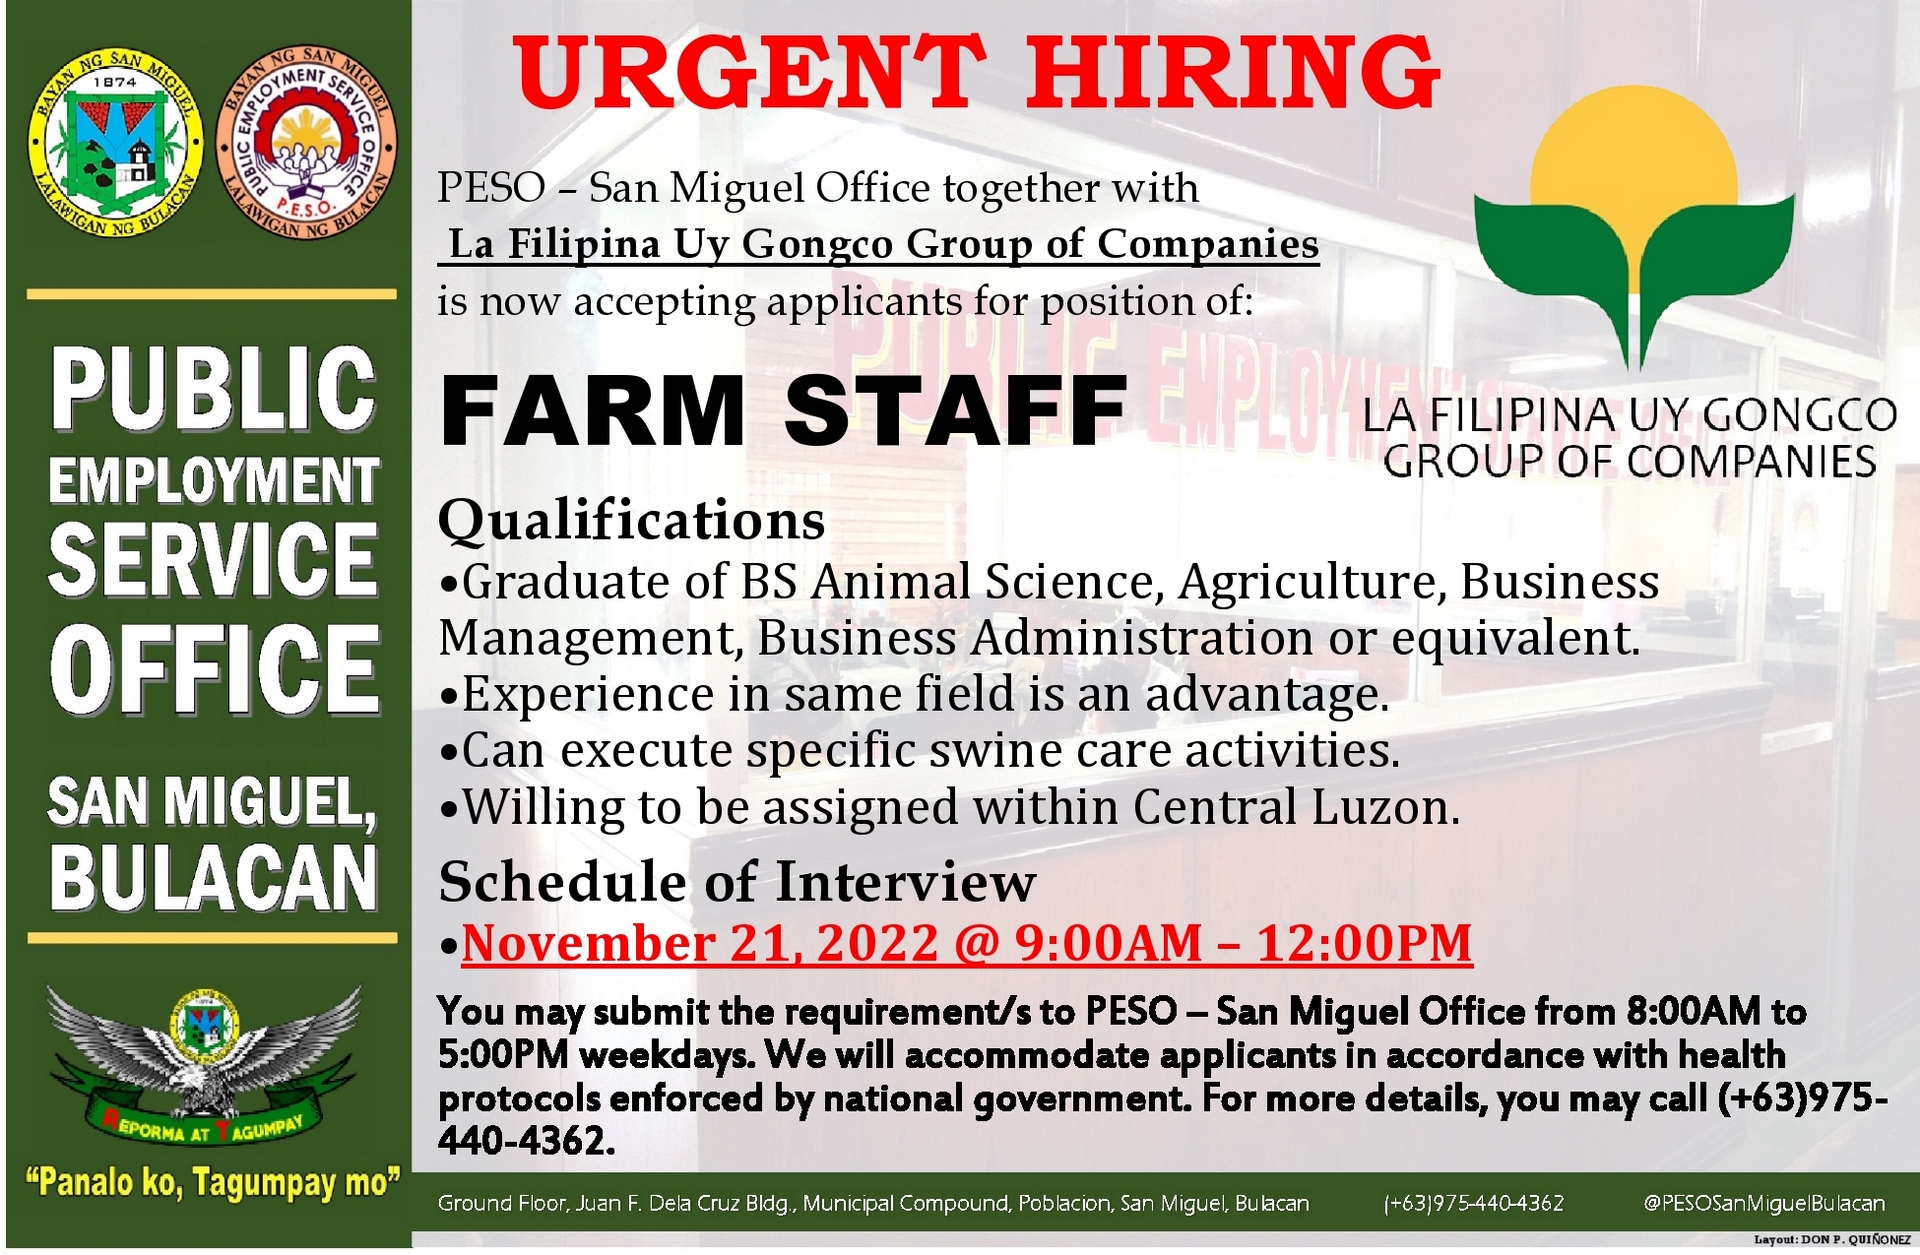 BAYAN NG SAN MIGUEL
1874
LALAWIGAN NG BULACAN
BAYAN NG SAN MIGUEL
PUBLIC EMPLOYMENT SERVICE OFFICE
P.E.S.O.
LALAWIGAN NG BULACAN
PUBLIC
EMPLOYMENT
SERVICE
OFFICE
SAN MIGUEL,
BULACAN
1874
REPORMA AT TAGUMPAY
“Panalo ko, Tagumpay mo”
URGENT HIRING
PESO – San Miguel Office together with
La Filipina Uy Gongco Group of Companies
is now accepting applicants for position of:
FARM STAFF
LA FILIPINA UY GONGCO
GROUP OF COMPANIES
PUBLIC EMPLOYMENT SERVICE
Qualifications
•Graduate of BS Animal Science, Agriculture, Business
Management, Business Administration or equivalent.
•Experience in same field is an advantage.
•Can execute specific swine care activities.
•Willing to be assigned within Central Luzon.
Schedule of Interview
•November 21, 2022 @ 9:00AM – 12:00PM
You may submit the requirement/s to PESO – San Miguel Office from 8:00AM to
5:00PM weekdays. We will accommodate applicants in accordance with health
protocols enforced by national government. For more details, you may call (+63)975-
440-4362.
Ground Floor, Juan F. Dela Cruz Bldg., Municipal Compound, Poblacion, San Miguel, Bulacan (+63)975-440-4362 @PESOSanMiguelBulacan
Layout: DON P. QUIÑONEZ